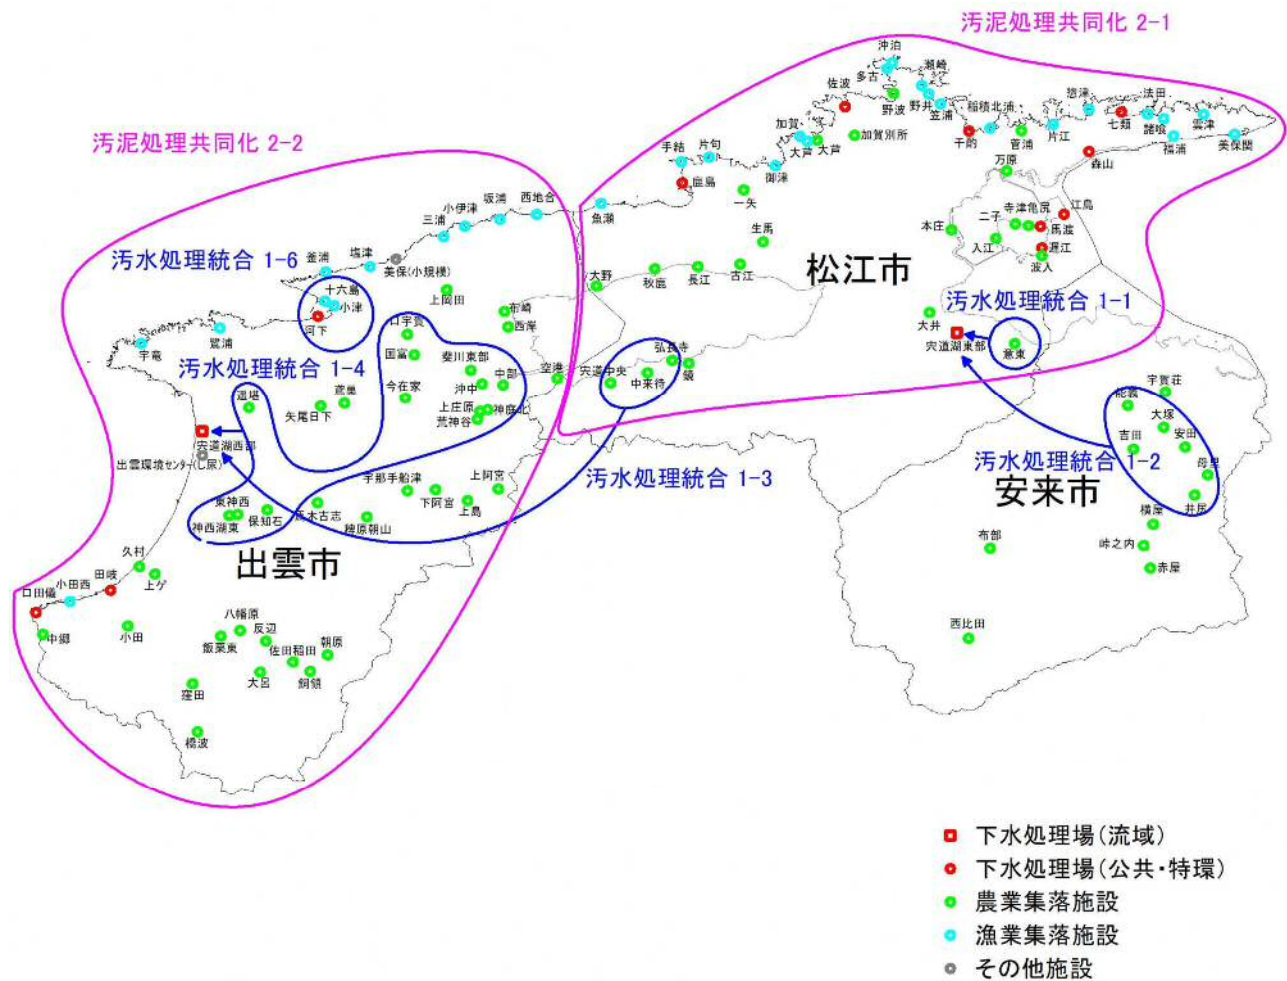 汚泥処理共同化 2-1
沖泊
瀬崎
多古
佐波
野波
野井
笠浦
稲積北浦
惣津
法田
七類
諸喰
雲津
片江
菅浦
千酌
福浦
美保関
森山
加賀
加賀別所
大芦
大芦
汚泥処理共同化 2-2
手結
片句
御津
鹿島
一矢
万原
坂浦
西地合
小伊津
三浦
魚瀬
生馬
本庄
二子
寺津亀尻
江島
馬渡
入江
遅江
波入
汚水処理統合 1-6
釜浦
塩津
美保(小規模)
大野
秋鹿
長江
古江
松江市
十六島
小津
河下
上岡田
布崎
西岸
大井
汚水処理統合 1-1
宍道湖東部
意東
宇竜
鷺浦
口宇賀
国富
斐川東部
空港
宍道中央
弘長寺
中来待
鏡
汚水処理統合 1-4
遥堪
矢尾日下
鳶巣
今在家
沖中
中部
上庄原
神庭北
荒神谷
能義
宇賀荘
大塚
吉田
安田
母里
井尻
宍道湖西部
出雲環境センター(し尿)
汚水処理統合 1-3
汚水処理統合 1-2
安来市
宇那手船津
下阿宮
上阿宮
上島
東神西
神西湖東
保知石
稗原朝山
横屋
布部
峠之内
赤屋
出雲市
久村
上ゲ
田岐
小田西
口田儀
中郷
小田
八幡原
飯栗東
反辺
佐田稲田
朝原
大呂
飼領
窪田
橋波
西比田
下水処理場(流域)
下水処理場(公共・特環)
農業集落施設
漁業集落施設
その他施設